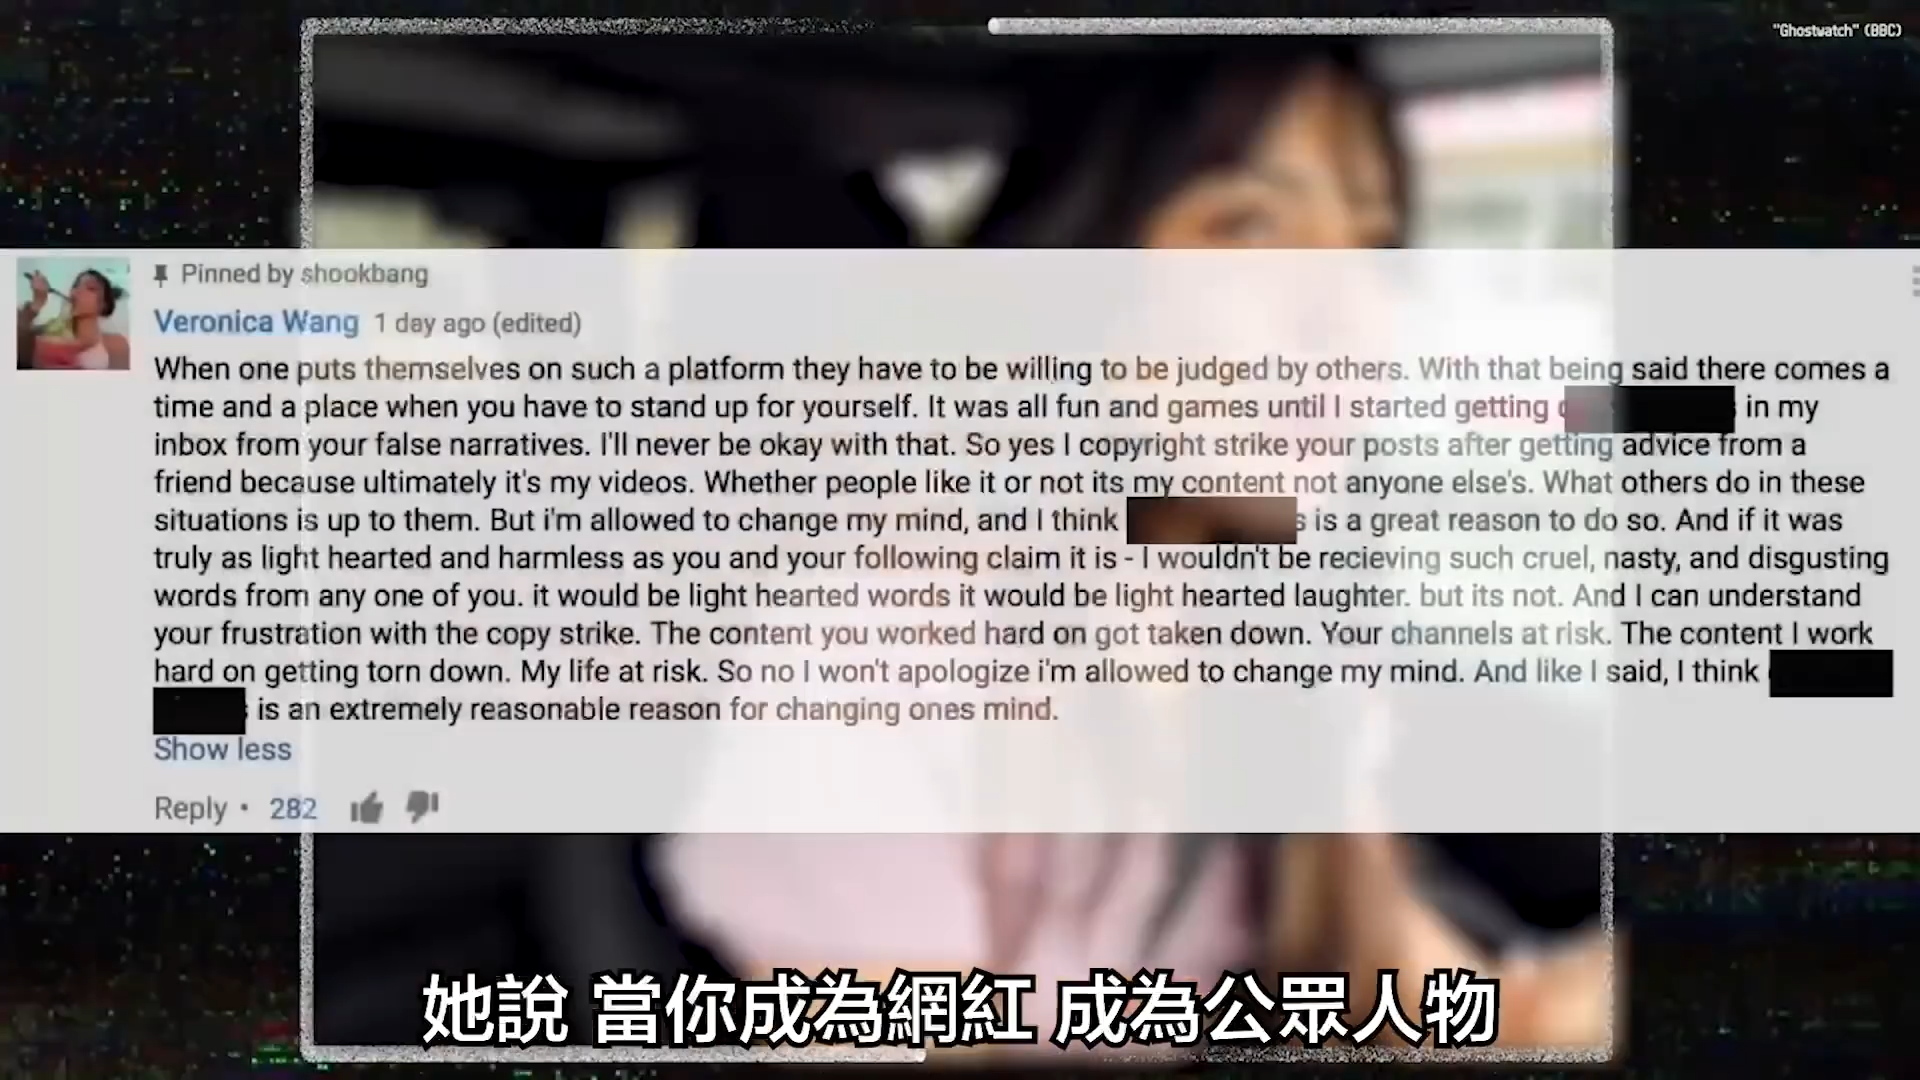 "Ghostwatch" (BBC)
Pinned by shookbang
Veronica Wang 1 day ago (edited)
When one puts themselves on such a platform they have to be willing to be judged by others. With that being said there comes a
time and a place when you have to stand up for yourself. It was all fun and games until I started getting in my
inbox from your false narratives. I'll never be okay with that. So yes I copyright strike your posts after getting advice from a
friend because ultimately it's my videos. Whether people like it or not its my content not anyone else's. What others do in these
situations is up to them. But i'm allowed to change my mind, and I think is a great reason to do so. And if it was
truly as light hearted and harmless as you and your following claim it is - I wouldn't be recieving such cruel, nasty, and disgusting
words from any one of you. it would be light hearted words it would be light hearted laughter. but its not. And I can understand
your frustration with the copy strike. The content you worked hard on got taken down. Your channels at risk. The content I work
hard on getting torn down. My life at risk. So no I won't apologize i'm allowed to change my mind. And like I said, I think
is an extremely reasonable reason for changing ones mind.
Show less
Reply • 282
她說 當你成為網紅 成為公眾人物